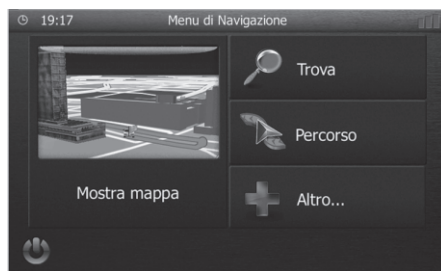 19:17 Menu di Navigazione
Trova
Percorso
Mostra mappa
Altro...